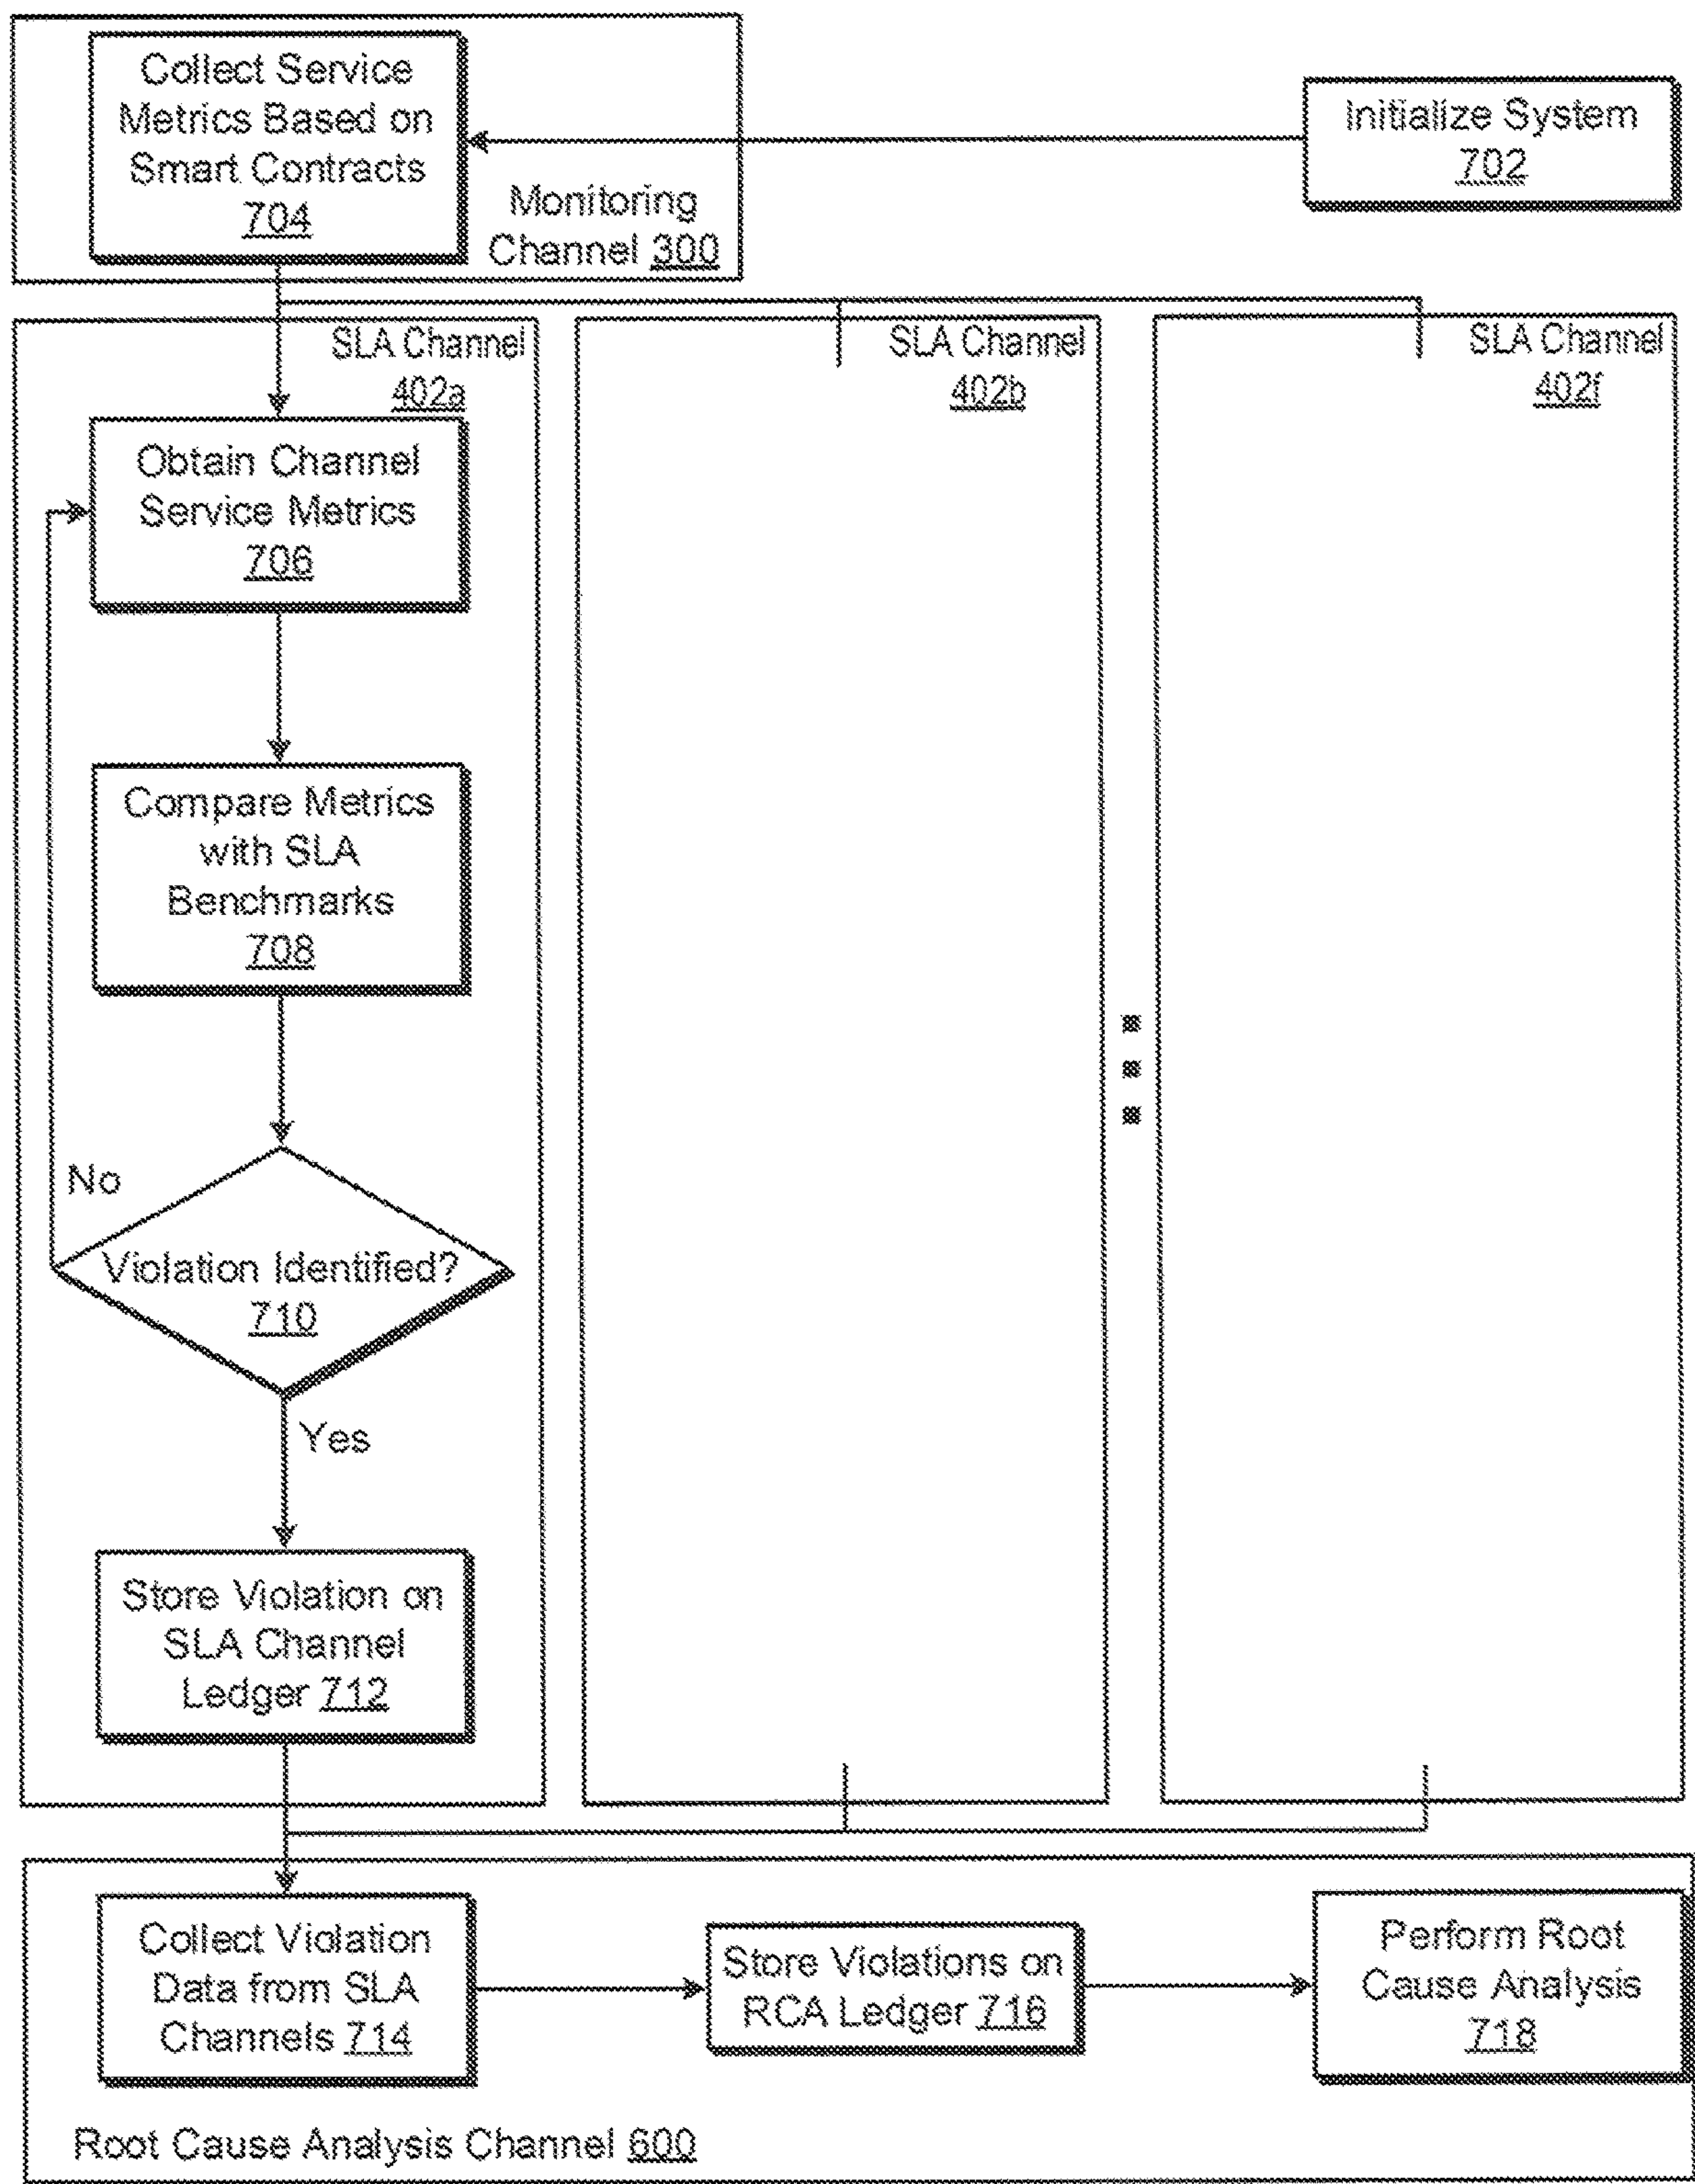 Collect Service
Metrics Based on
Smart Contracts
704
Monitoring
Channel 300
Initialize System
702
SLA Channel
402a
SLA Channel
402b
SLA Channel
402f
Obtain Channel
Service Metrics
706
Compare Metrics
with SLA
Benchmarks
708
No
Violation Identified?
710
Yes
Store Violation on
SLA Channel
Ledger 712
Collect Violation
Data from SLA
Channels 714
Store Violations on
RCA Ledger 716
Perform Root
Cause Analysis
718
Root Cause Analysis Channel 600